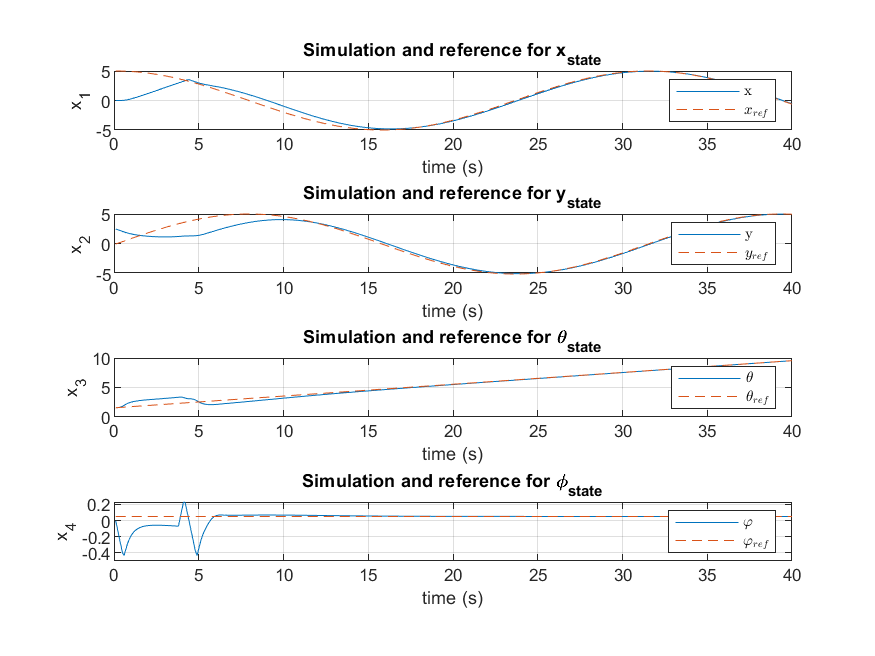 Simulation and reference for x_state
5
0
-5
x_1
x
x_ref
0 5 10 15 20 25 30 35 40
time (s)
Simulation and reference for y_state
5
0
-5
x_2
y
y_ref
0 5 10 15 20 25 30 35 40
time (s)
Simulation and reference for θ_state
10
5
0
x_3
θ
θ_ref
0 5 10 15 20 25 30 35 40
time (s)
Simulation and reference for ϕ_state
0.2
0
-0.2
-0.4
x_4
φ
φ_ref
0 5 10 15 20 25 30 35 40
time (s)